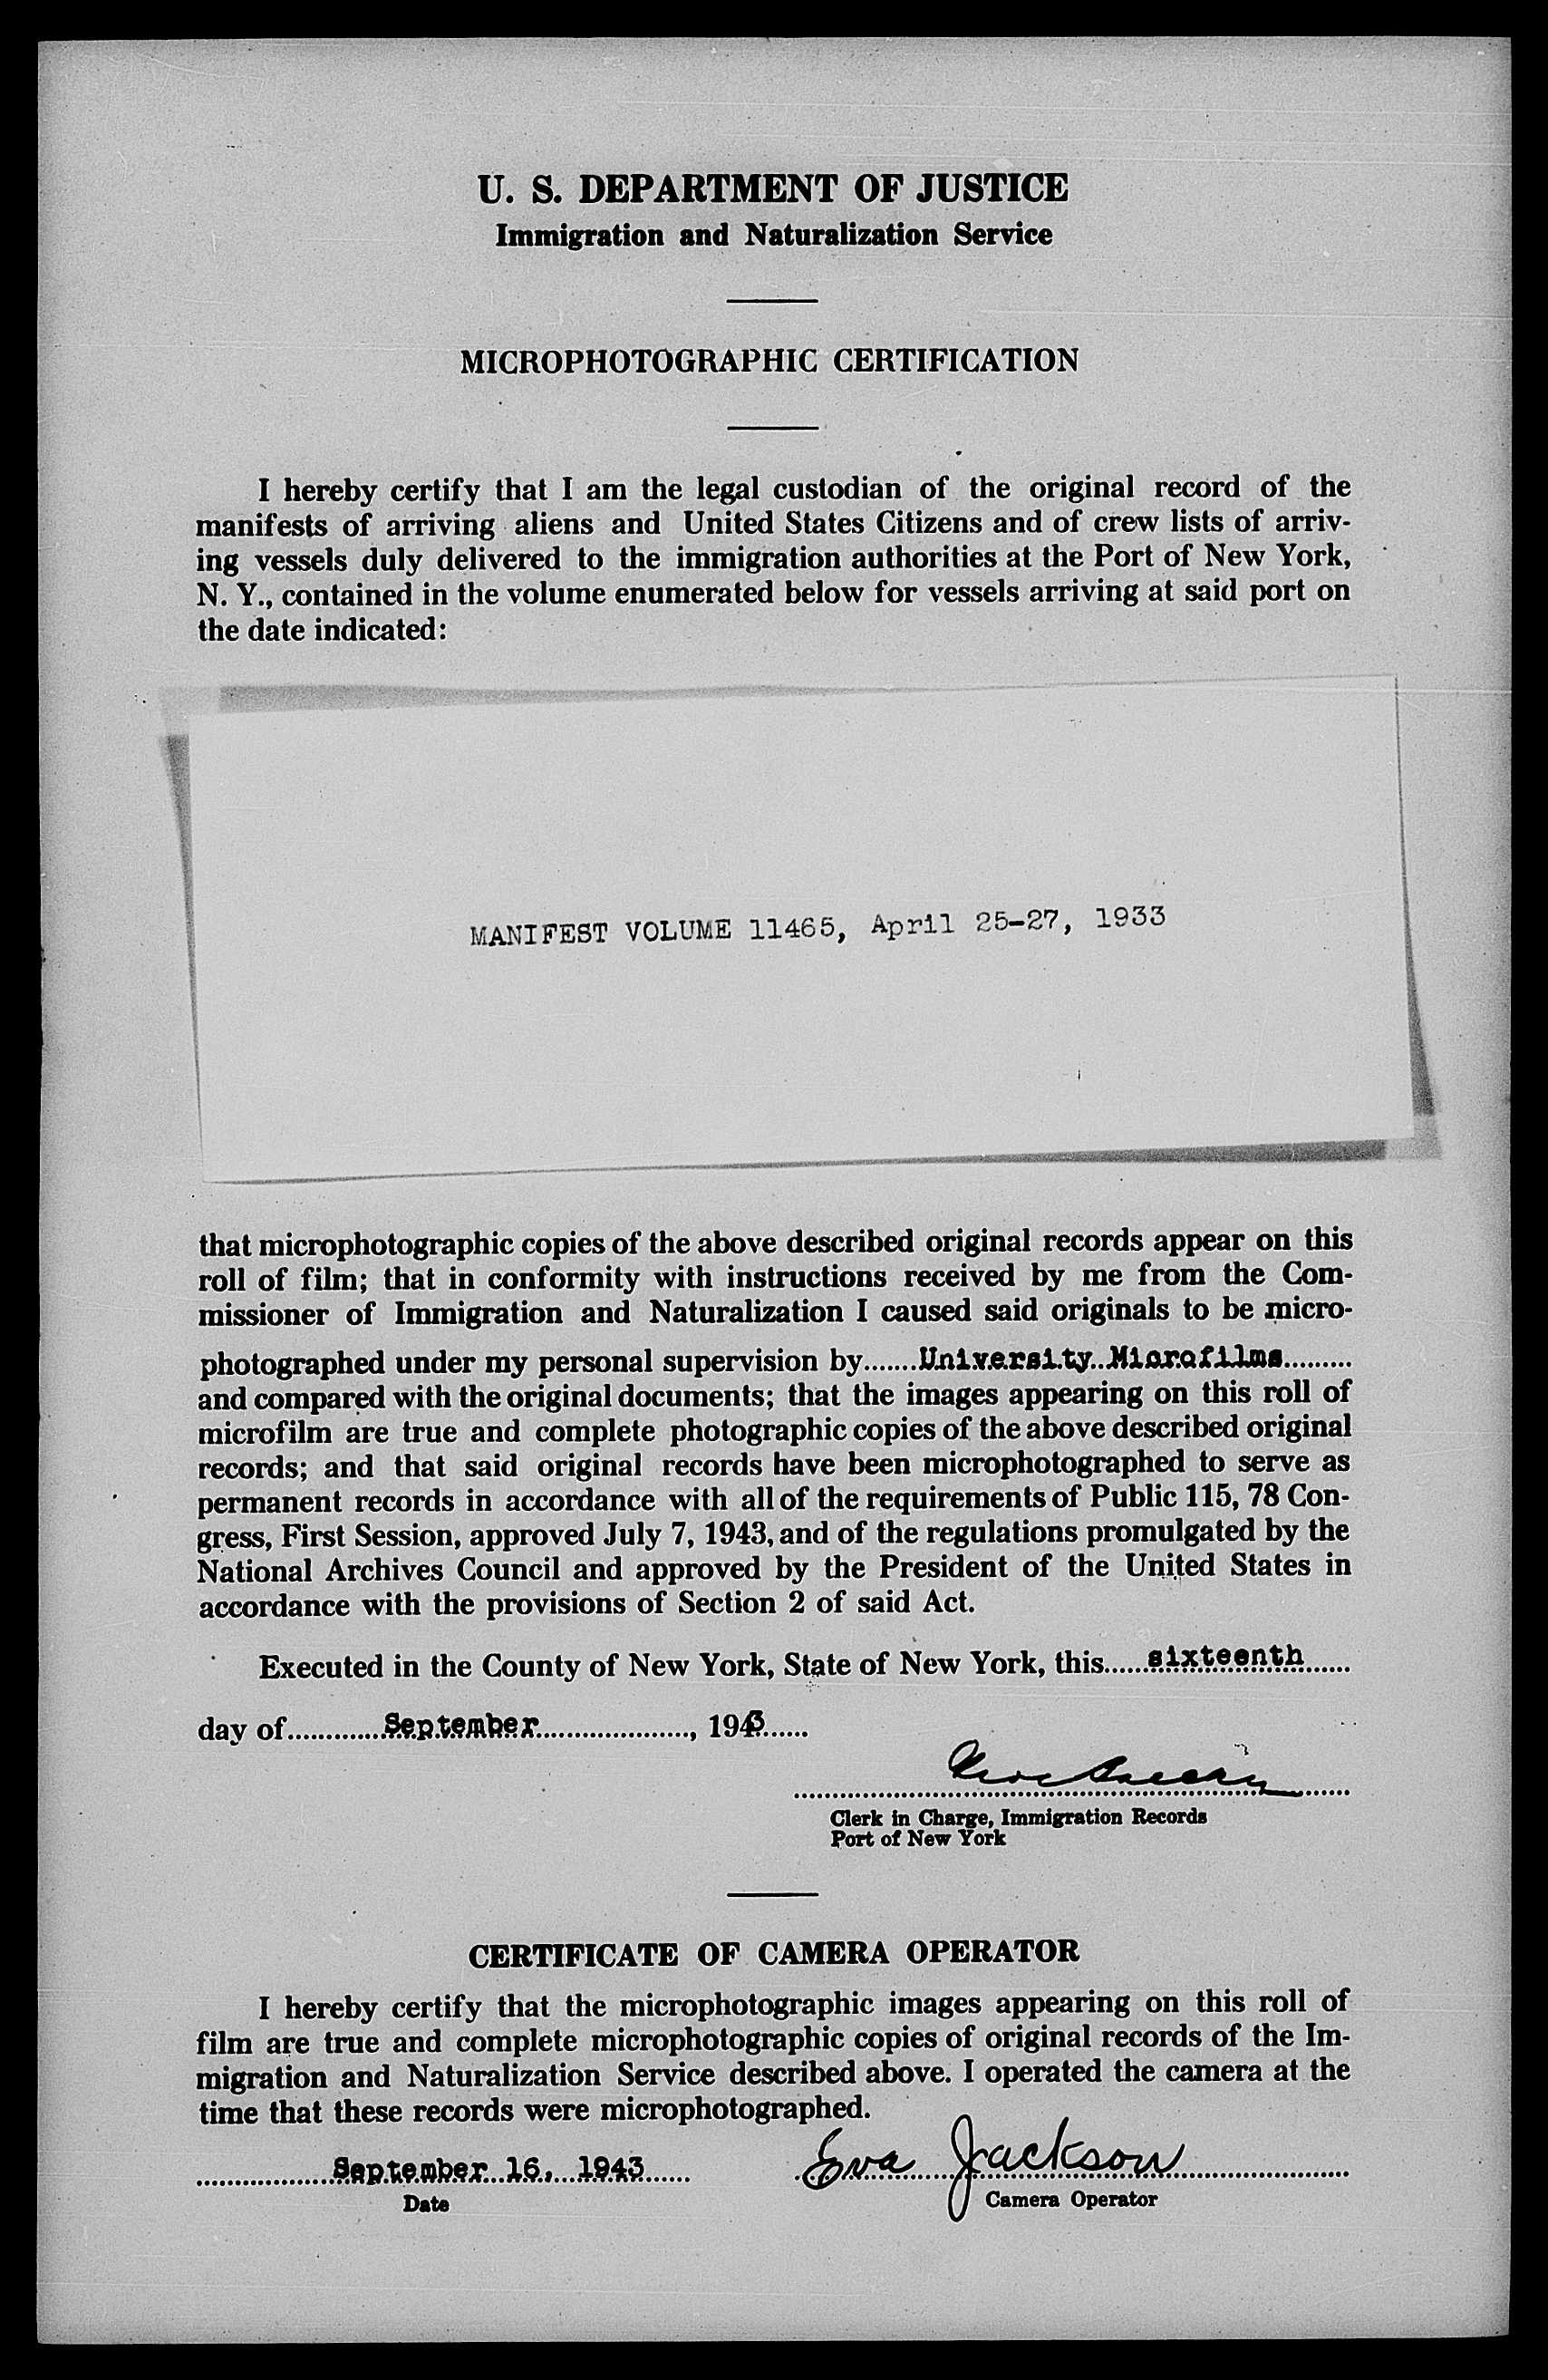 U. S. DEPARTMENT OF JUSTICE
Immigration and Naturalization Service
MICROPHOTOGRAPHIC CERTIFICATION
I hereby certify that I am the legal custodian of the original record of the
manifests of arriving aliens and United States Citizens and of crew lists of arriv-
ing vessels duly delivered to the immigration authorities at the Port of New York,
N. Y., contained in the volume enumerated below for vessels arriving at said port on
the date indicated:
MANIFEST VOLUME 11465, April 25-27, 1933
that microphotographic copies of the above described original records appear on this
roll of film; that in conformity with instructions received by me from the Com-
missioner of Immigration and Naturalization I caused said originals to be micro-
photographed under my personal supervision by.......University Microfilms.........
and compared with the original documents; that the images appearing on this roll of
microfilm are true and complete photographic copies of the above described original
records; and that said original records have been microphotographed to serve as
permanent records in accordance with all of the requirements of Public 115, 78 Con-
gress, First Session, approved July 7, 1943, and of the regulations promulgated by the
National Archives Council and approved by the President of the United States in
accordance with the provisions of Section 2 of said Act.
Executed in the County of New York, State of New York, this......sixteenth......
day of.............September...................., 1943......
Clerk in Charge, Immigration Records
Port of New York
CERTIFICATE OF CAMERA OPERATOR
I hereby certify that the microphotographic images appearing on this roll of
film are true and complete microphotographic copies of original records of the Im-
migration and Naturalization Service described above. I operated the camera at the
time that these records were microphotographed.
September 16, 1943 Eva Jackson
Date Camera Operator